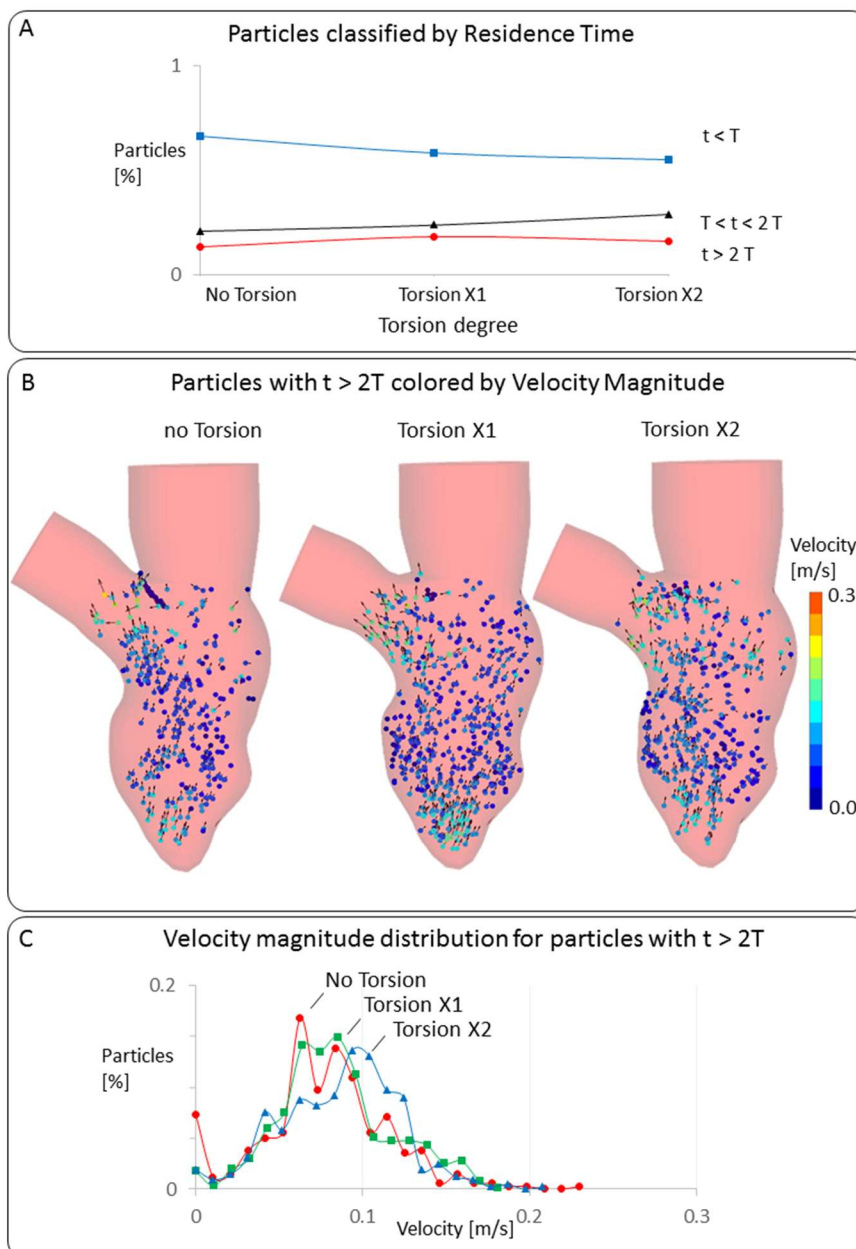 A
Particles classified by Residence Time
1
Particles
[%]
0
t < T
T < t < 2 T
t > 2 T
No Torsion
Torsion X1
Torsion X2
Torsion degree
B
Particles with t > 2T colored by Velocity Magnitude
no Torsion
Torsion X1
Torsion X2
Velocity
[m/s]
0.3
0.0
C
Velocity magnitude distribution for particles with t > 2T
0.2
No Torsion
Torsion X1
Torsion X2
Particles
[%]
0
0
0.1
0.2
0.3
Velocity [m/s]